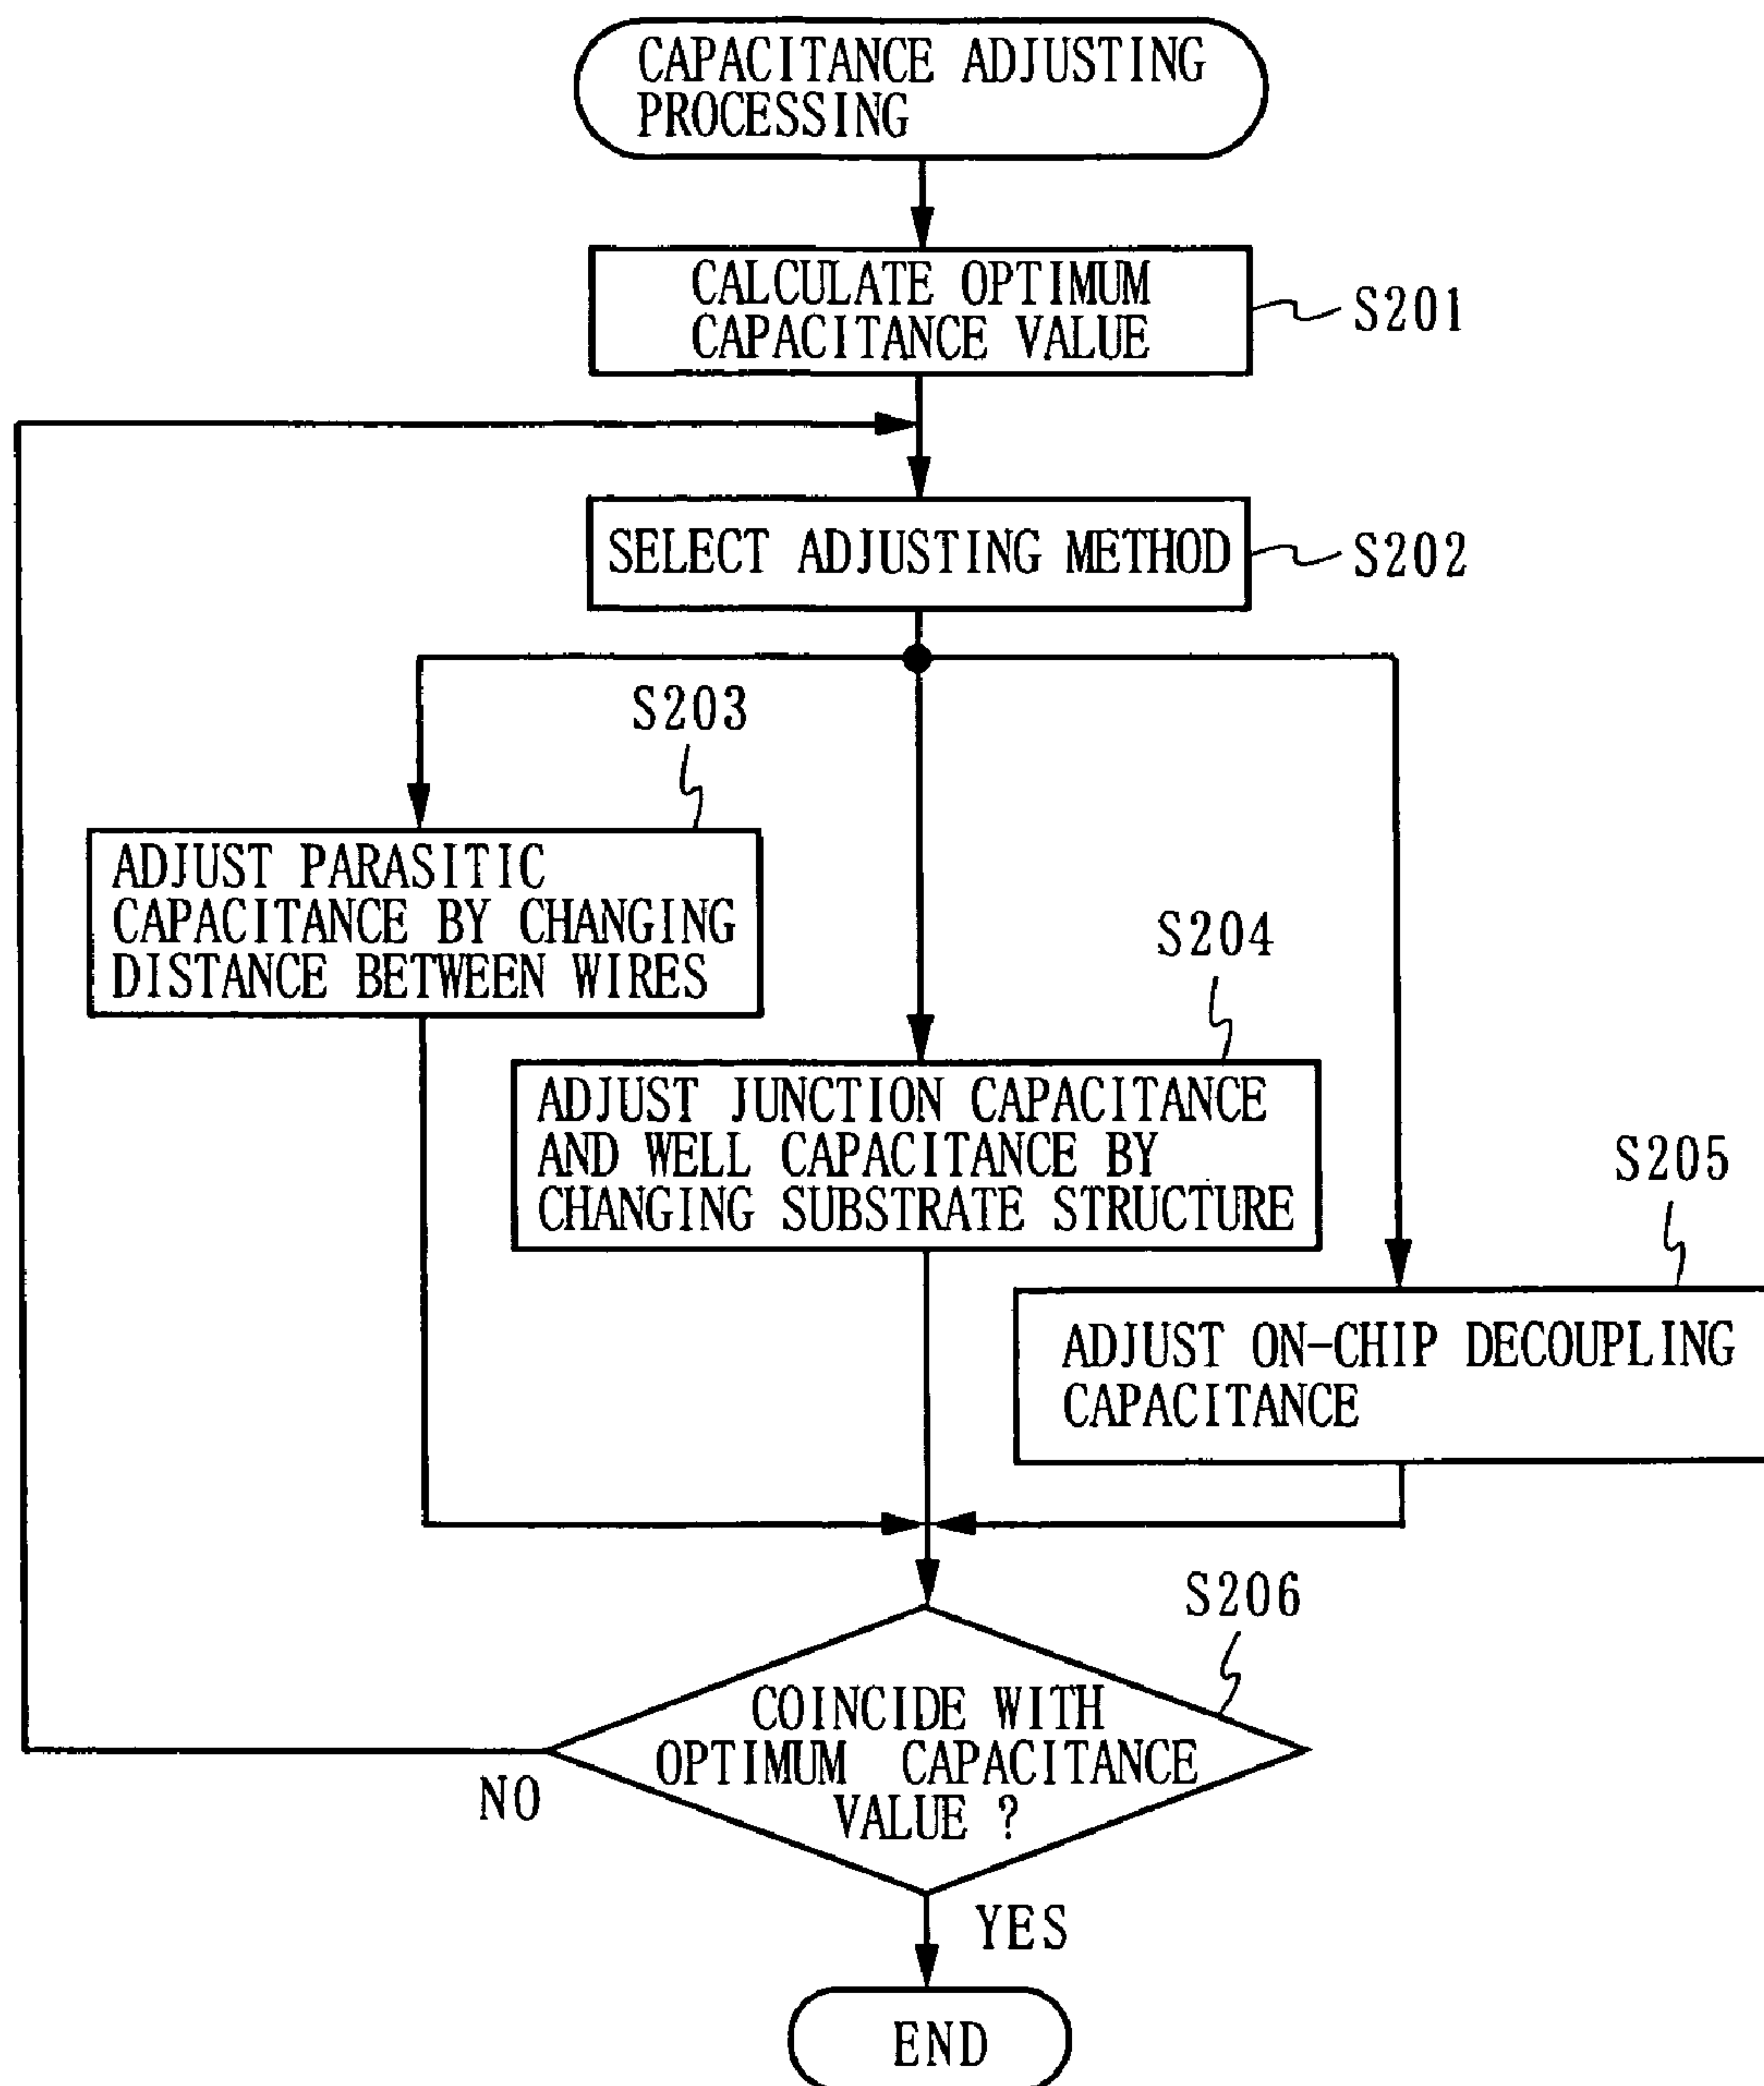 CAPACITANCE ADJUSTING
PROCESSING
CALCULATE OPTIMUM
CAPACITANCE VALUE
S201
SELECT ADJUSTING METHOD
S202
S203
ADJUST PARASITIC
CAPACITANCE BY CHANGING
DISTANCE BETWEEN WIRES
S204
ADJUST JUNCTION CAPACITANCE
AND WELL CAPACITANCE BY
CHANGING SUBSTRATE STRUCTURE
S205
ADJUST ON-CHIP DECOUPLING
CAPACITANCE
S206
COINCIDE WITH
OPTIMUM CAPACITANCE
VALUE ?
NO
YES
END